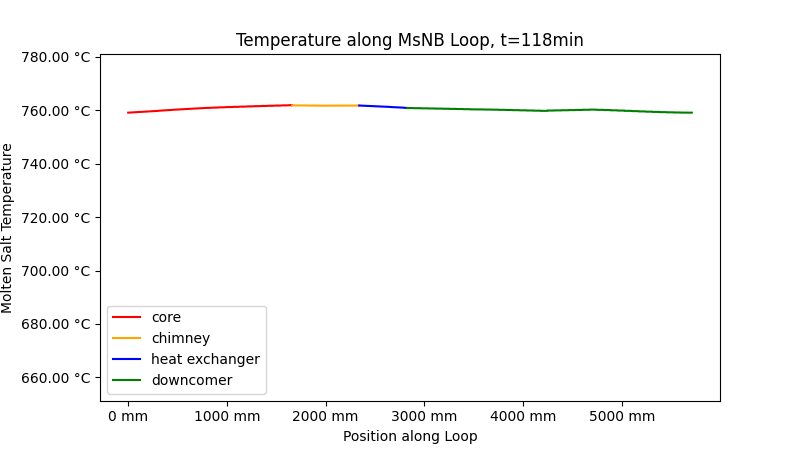 Temperature along MsNB Loop, t=118min
780.00 °C
760.00 °C
740.00 °C
720.00 °C
700.00 °C
680.00 °C
660.00 °C
Molten Salt Temperature
core
chimney
heat exchanger
downcomer
0 mm
1000 mm
2000 mm
3000 mm
4000 mm
5000 mm
Position along Loop